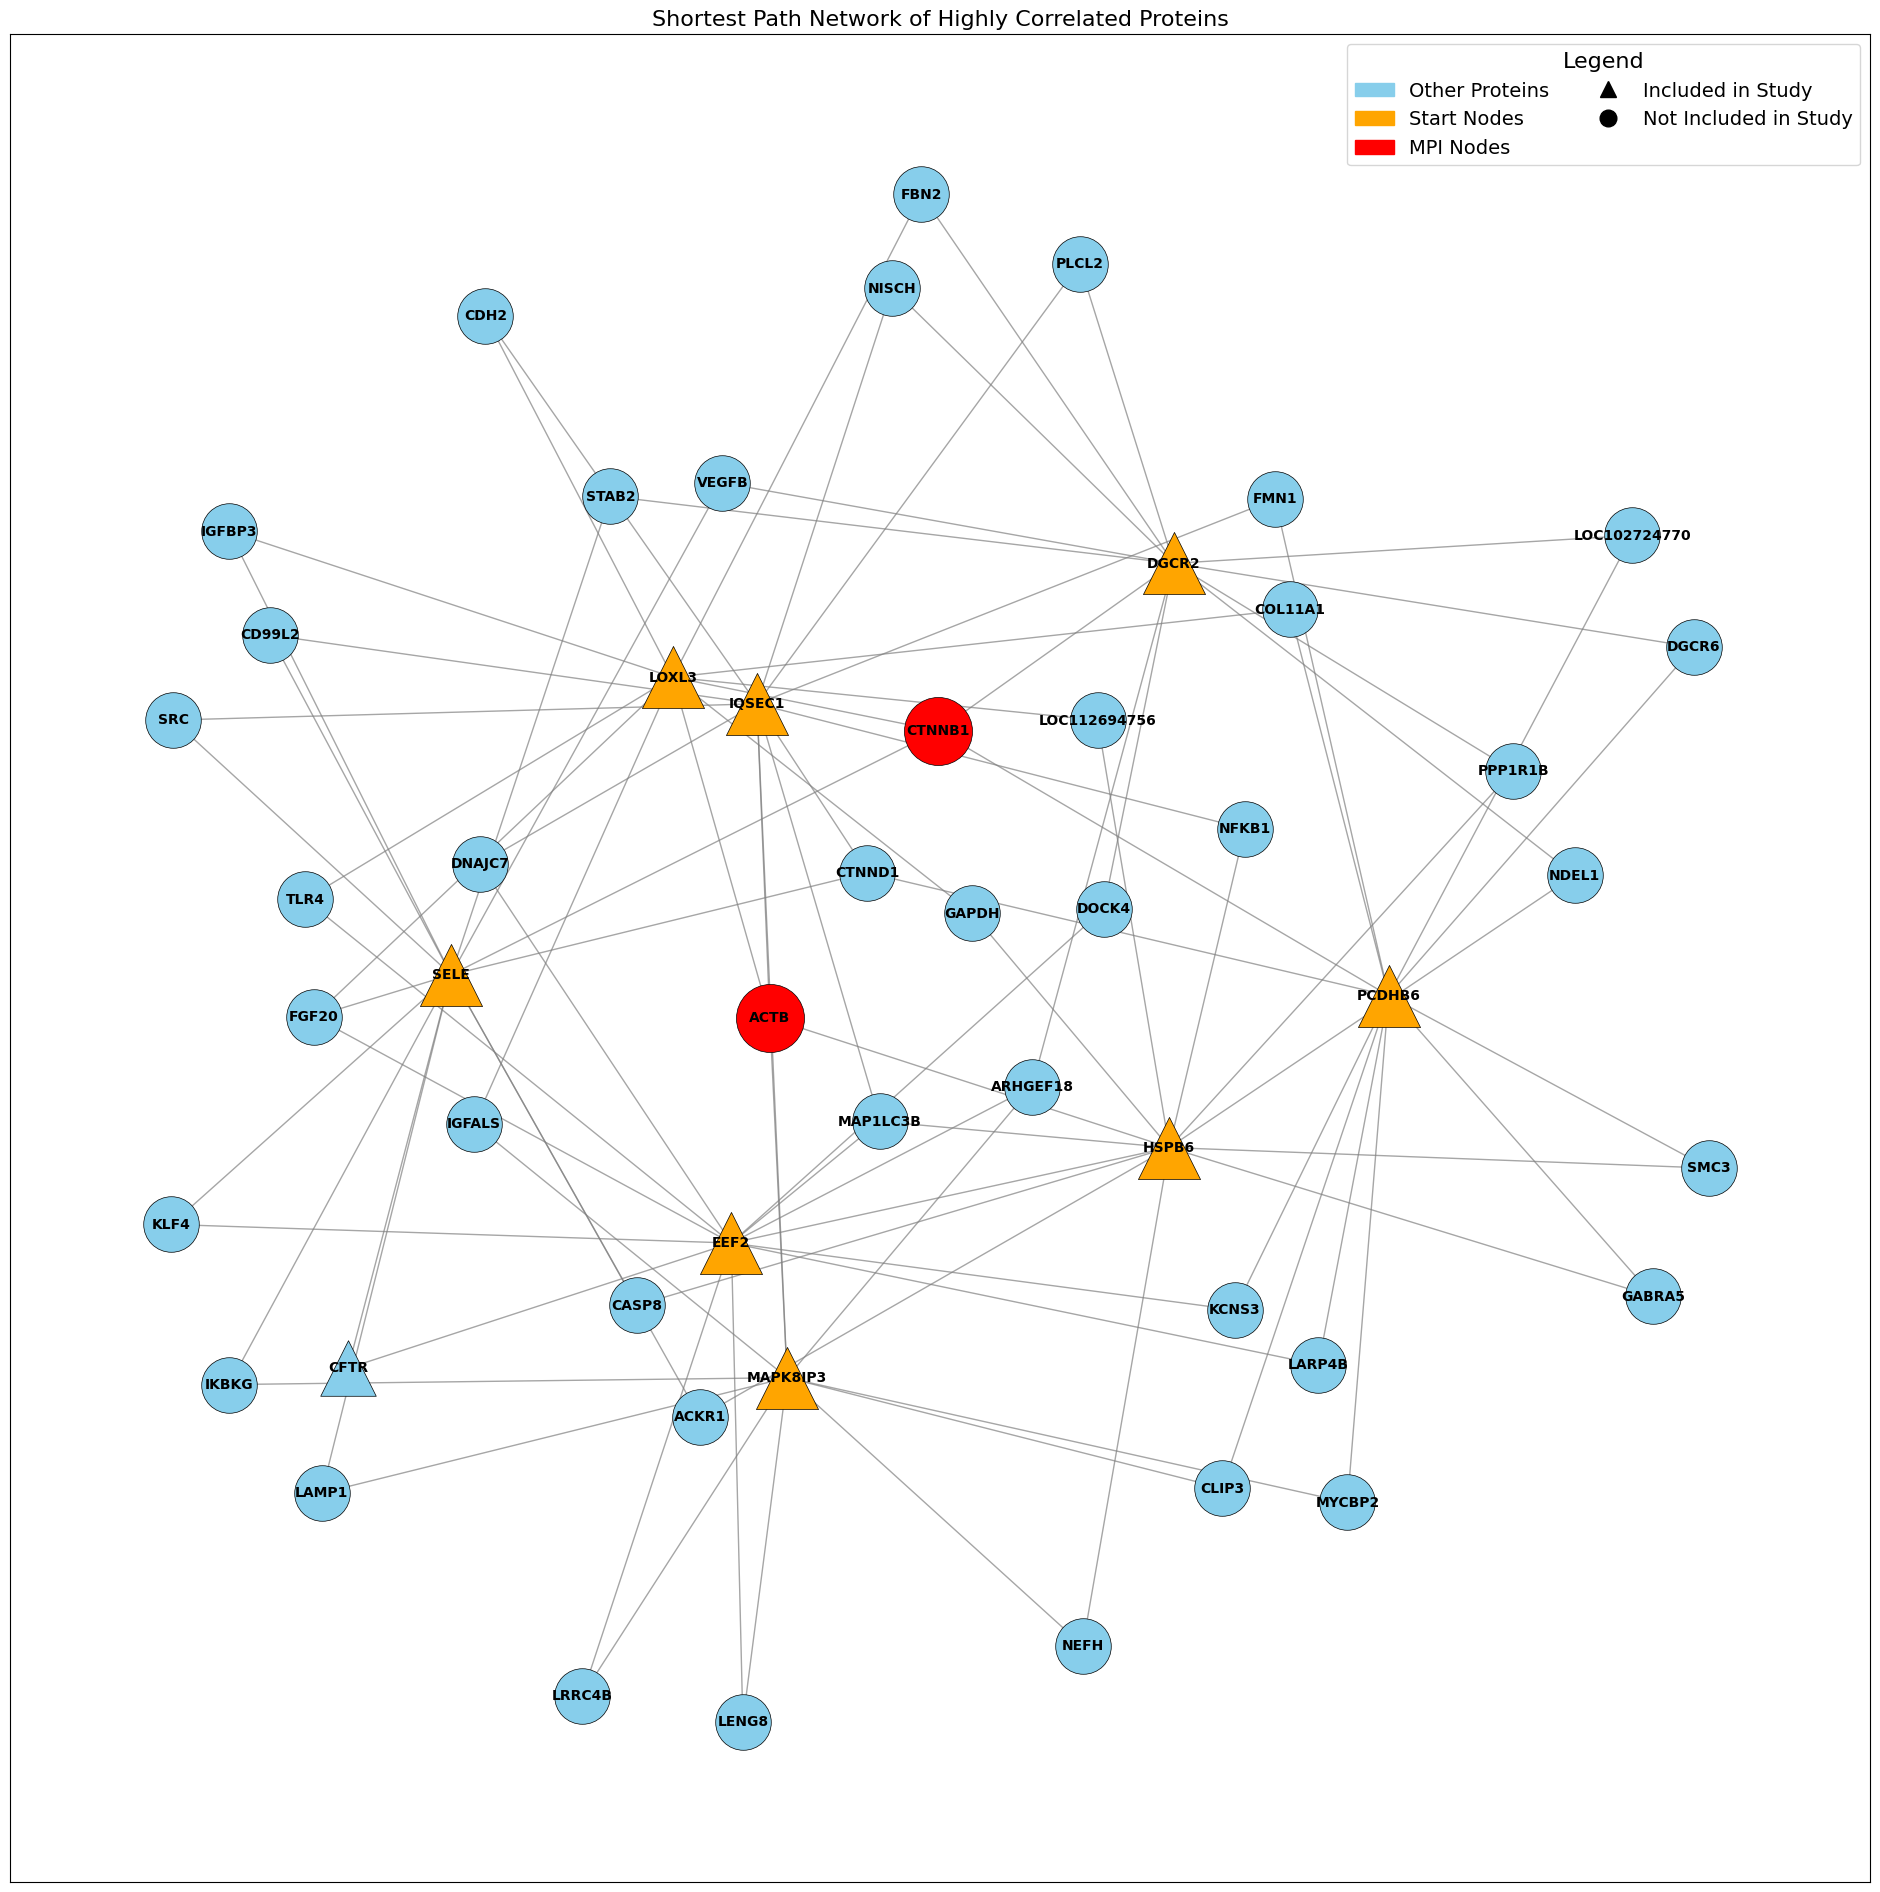 Shortest Path Network of Highly Correlated Proteins
Legend
Other Proteins
Start Nodes
MPI Nodes
Included in Study
Not Included in Study
FBN2
PLCL2
NISCH
CDH2
VEGFB
STAB2
FMN1
IGFBP3
LOC102724770
DGCR2
COL11A1
CD99L2
DGCR6
LOXL3
IQSEC1
SRC
LOC112694756
CTNNB1
PPP1R1B
NFKB1
DNAJC7
CTNND1
NDEL1
TLR4
DOCK4
GAPDH
SELE
PCDHB6
FGF20
ACTB
ARHGEF18
MAP1LC3B
IGFALS
HSPB6
SMC3
KLF4
EEF2
GABRA5
CASP8
KCNS3
LARP4B
CFTR
MAPK8IP3
IKBKG
ACKR1
CLIP3
LAMP1
MYCBP2
NEFH
LRRC4B
LENG8